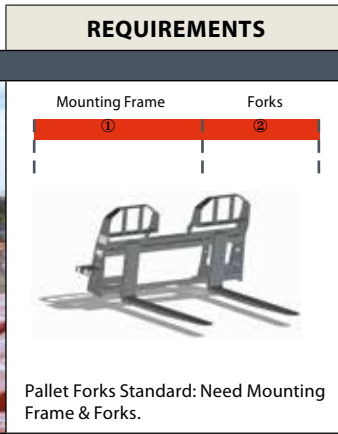 REQUIREMENTS
Mounting Frame Forks
① ②
Pallet Forks Standard: Need Mounting
Frame & Forks.